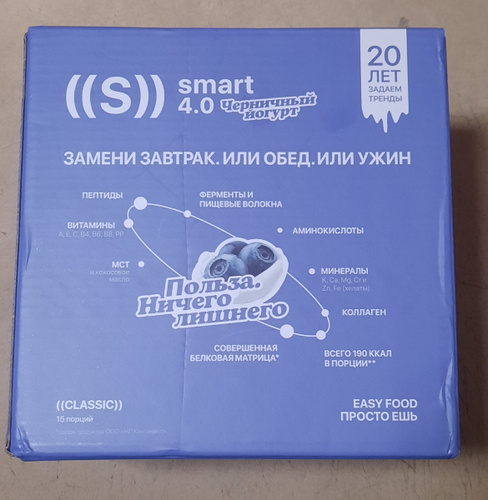 ((S)) smart
4.0 Черничный
йогурт
20
ЛЕТ
ЗАДАЕМ
ТРЕНДЫ
ЗАМЕНИ ЗАВТРАК. ИЛИ ОБЕД. ИЛИ УЖИН
ПЕПТИДЫ
ФЕРМЕНТЫ И
ПИЩЕВЫЕ ВОЛОКНА
ВИТАМИНЫ
A, E, C, B4, B6, B8, PP
АМИНОКИСЛОТЫ
МСТ
и кокосовое
масло
МИНЕРАЛЫ
K, Ca, Mg, Cr и
Zn, Fe (хелаты)
Польза.
Ничего
лишнего
КОЛЛАГЕН
СОВЕРШЕННАЯ
БЕЛКОВАЯ МАТРИЦА*
ВСЕГО 190 ККАЛ
В ПОРЦИИ**
((CLASSIC))
15 порций
EASY FOOD
ПРОСТО ЕШЬ